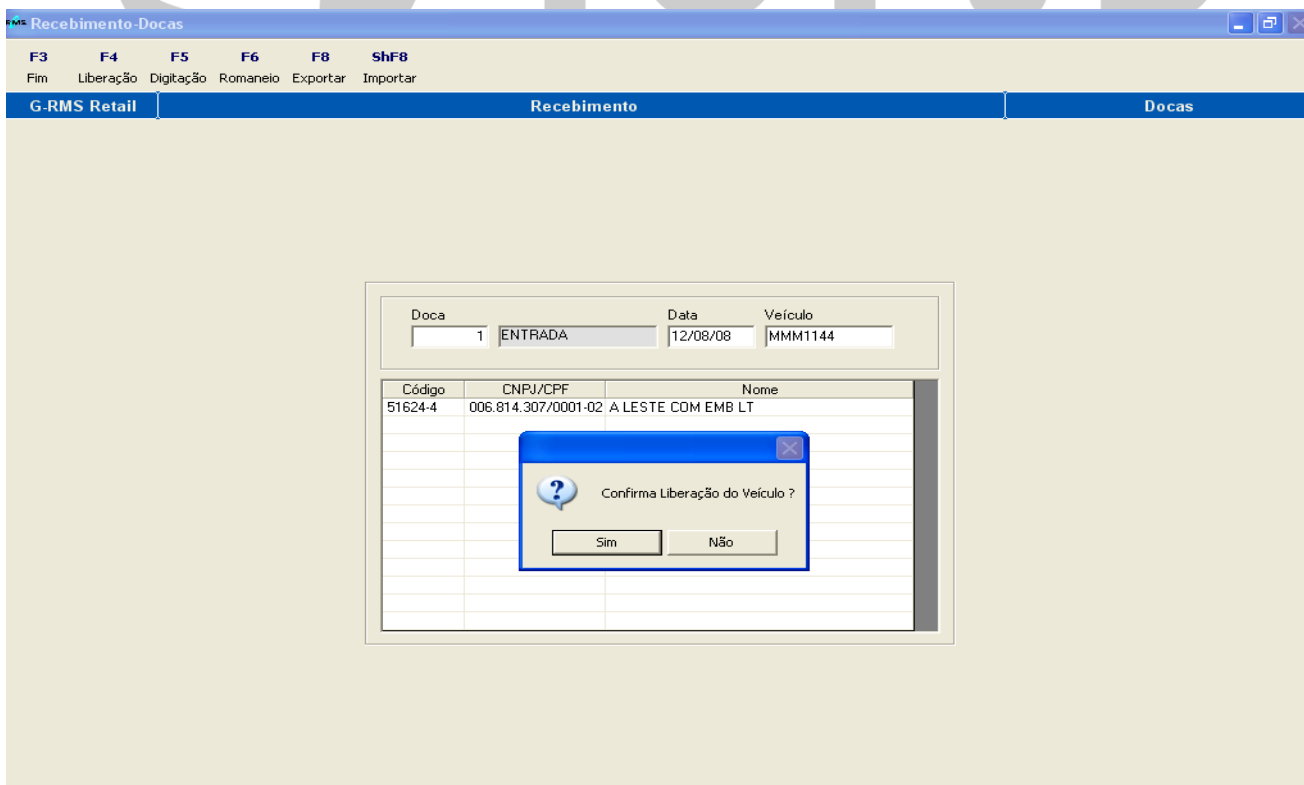 RMS Recebimento-Docas
F3 F4 F5 F6 F8 ShF8
Fim Liberação Digitação Romaneio Exportar Importar
G-RMS Retail Recebimento Docas
Doca Data Veículo
1 ENTRADA 12/08/08 MMM1144
Código CNPJ/CPF Nome
51624-4 006.814.307/0001-02 A LESTE COM EMB LT
Confirma Liberação do Veículo ?
Sim Não